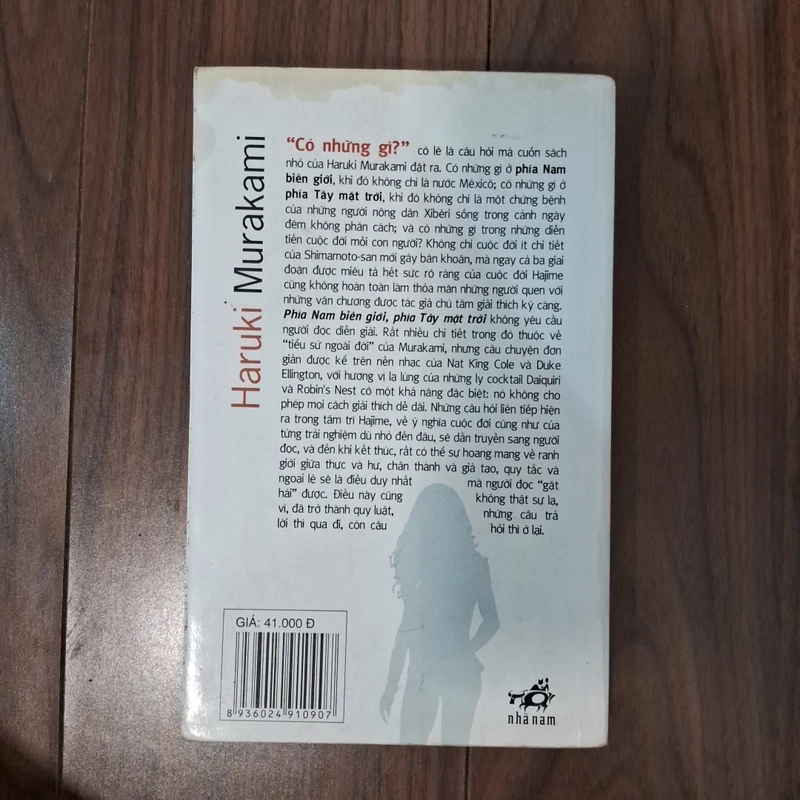 Haruki Murakami
“Có những gì?” có lẽ là câu hỏi mà cuốn sách
nhỏ của Haruki Murakami đặt ra. Có những gì ở phía Nam
biên giới, khi đó không chỉ là nước Mêxicô; có những gì ở
phía Tây mặt trời, khi đó không chỉ là một chứng bệnh
của những người nông dân Xibêri sống trong cảnh ngày
đêm không phân cách; và có những gì trong những diễn
tiến cuộc đời mỗi con người? Không chỉ cuộc đời ít chi tiết
của Shimamoto-san mới gây băn khoăn, mà ngay cả ba giai
đoạn được miêu tả hết sức rõ ràng của cuộc đời Hajime
cũng không hoàn toàn làm thỏa mãn những người quen với
những văn chương được tác giả chủ tâm giải thích kỹ càng.
Phía Nam biên giới, phía Tây mặt trời không yêu cầu
người đọc diễn giải. Rất nhiều chi tiết trong đó thuộc về
“tiểu sử ngoài đời” của Murakami, nhưng câu chuyện đơn
giản được kể trên nền nhạc của Nat King Cole và Duke
Ellington, với hương vị lạ lùng của những ly cocktail Daiquiri
và Robin's Nest có một khả năng đặc biệt: nó không cho
phép mọi cách giải thích dễ dãi. Những câu hỏi liên tiếp hiện
ra trong tâm trí Hajime, về ý nghĩa cuộc đời cũng như của
từng trải nghiệm dù nhỏ đến đâu, sẽ dần truyền sang người
đọc, và đến khi kết thúc, rất có thể sự hoang mang về ranh
giới giữa thực và hư, chân thành và giả tạo, quy tắc và
ngoại lệ sẽ là điều duy nhất mà người đọc “gặt
hái” được. Điều này cũng không thật sự lạ,
vì, đã trở thành quy luật, những câu trả
lời thì qua đi, còn câu hỏi thì ở lại.
GIÁ: 41.000 Đ
8 936024 910907
nhã nam